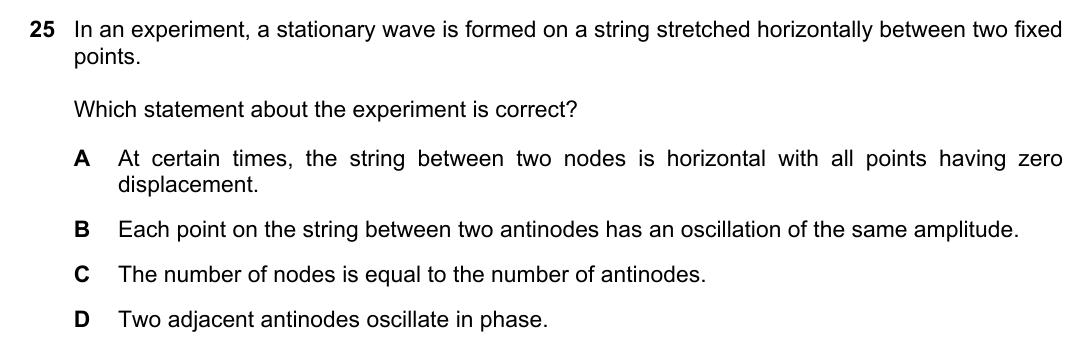 25 In an experiment, a stationary wave is formed on a string stretched horizontally between two fixed
points.
Which statement about the experiment is correct?
A At certain times, the string between two nodes is horizontal with all points having zero
displacement.
B Each point on the string between two antinodes has an oscillation of the same amplitude.
C The number of nodes is equal to the number of antinodes.
D Two adjacent antinodes oscillate in phase.